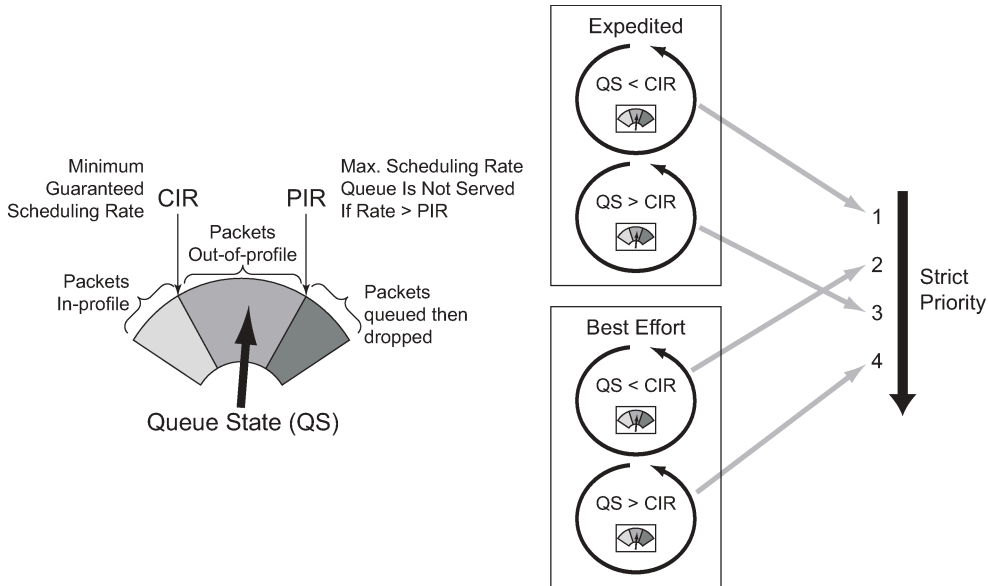 Minimum
Guaranteed
Scheduling Rate
CIR
PIR
Max. Scheduling Rate
Queue Is Not Served
If Rate > PIR
Packets
Out-of-profile
Packets
In-profile
Packets
queued then
dropped
Queue State (QS)
Expedited
QS < CIR
QS > CIR
Best Effort
QS < CIR
QS > CIR
1
2
3
4
Strict
Priority